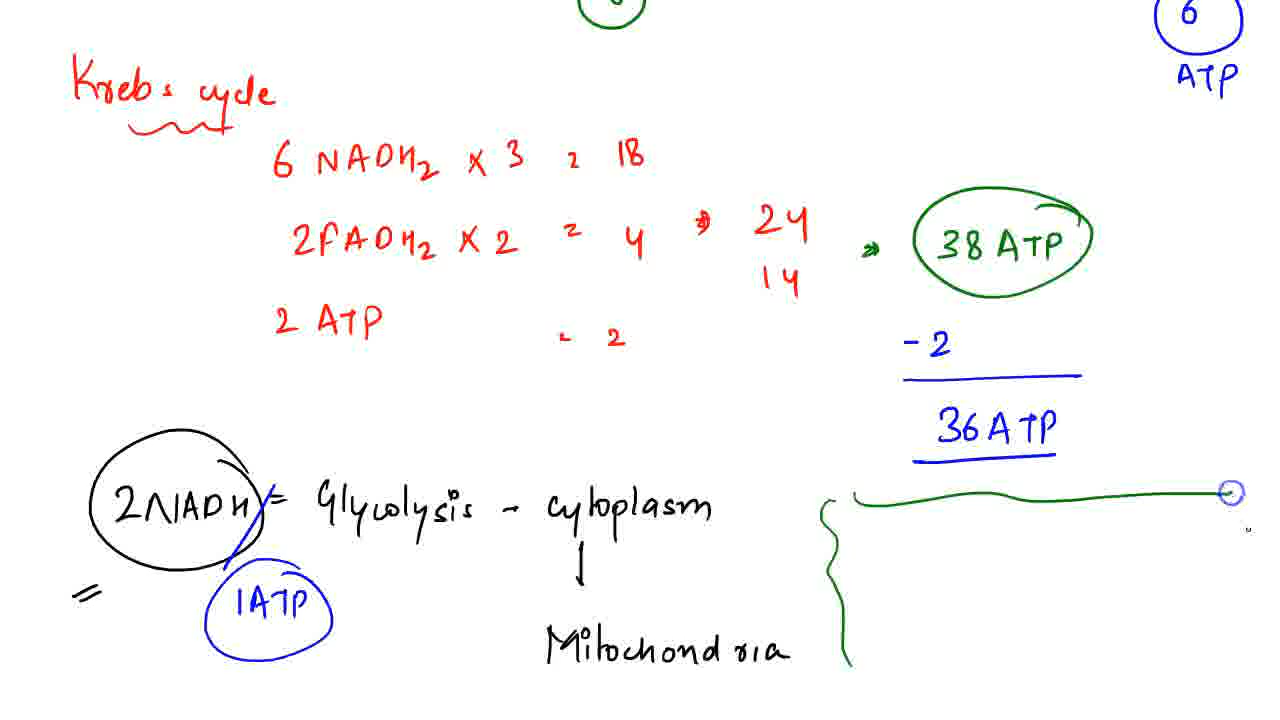 6
ATP
Krebs cycle
6 NADH2 x 3 = 18
2FADH2 x 2 = 4 ⇒ 24
14
⇒ 38 ATP
2 ATP = 2
- 2
36 ATP
2NADH = Glycolysis - cytoplasm
↓
= 1ATP
Mitochondria